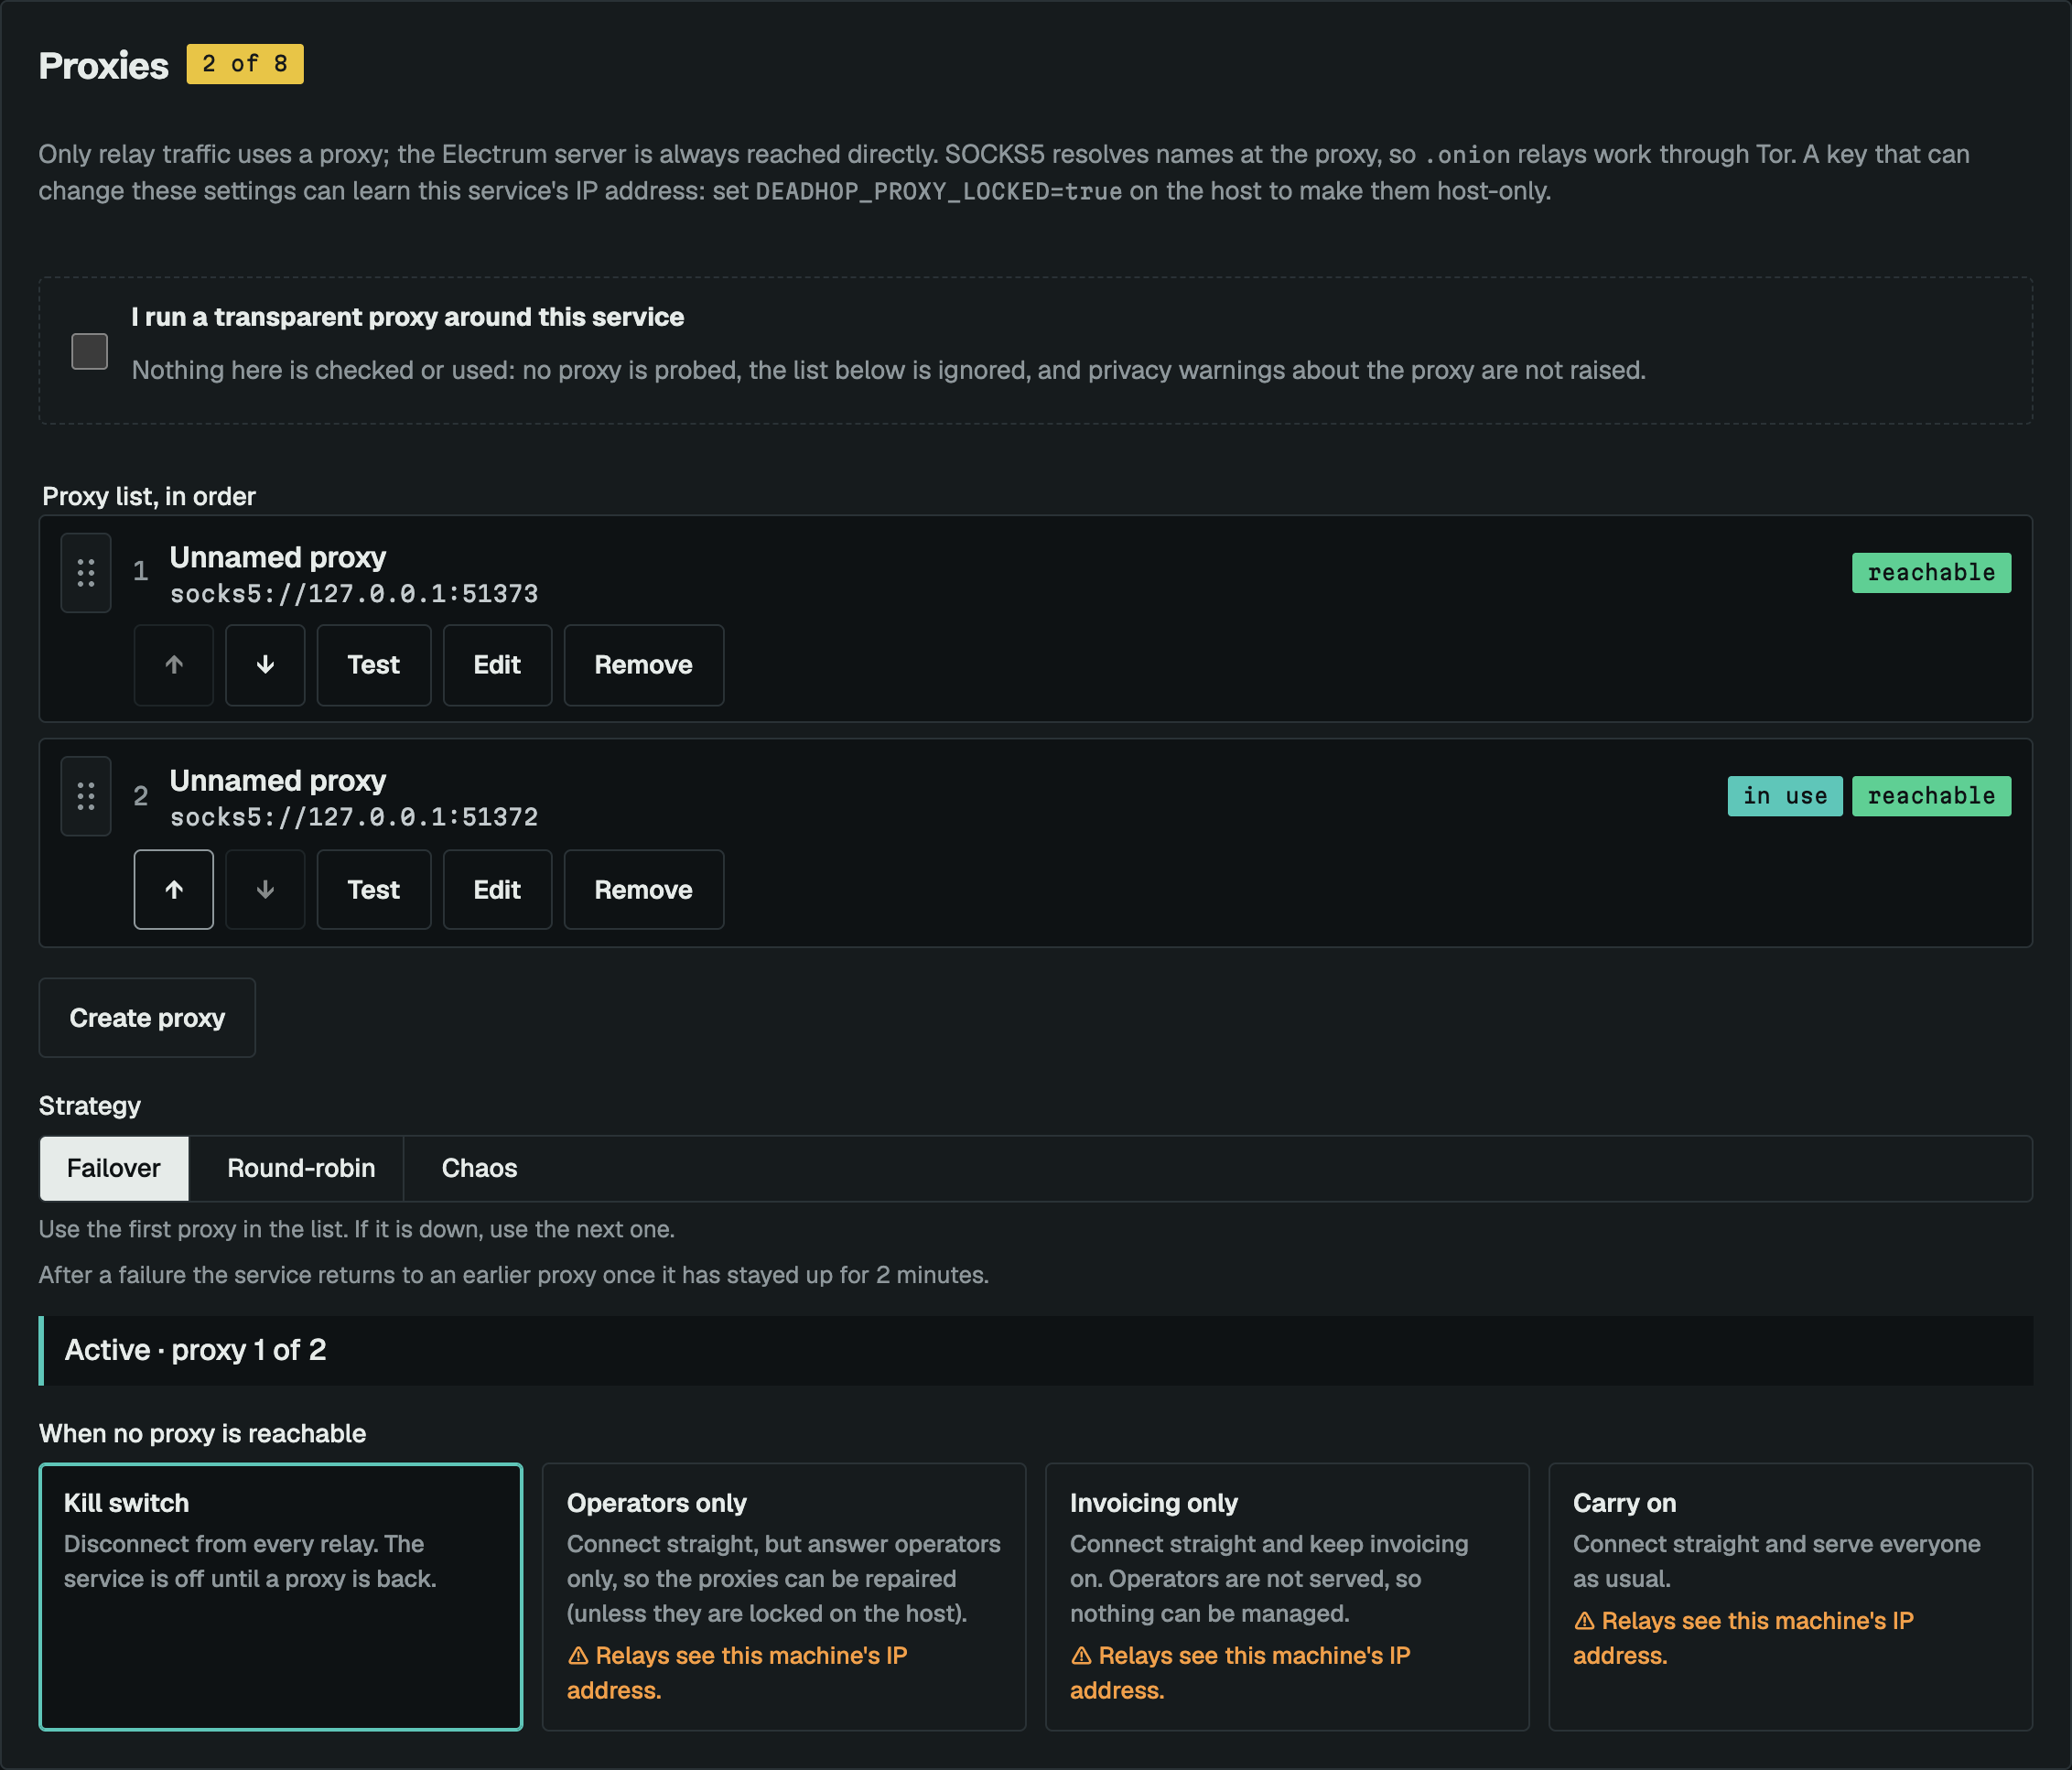 Proxies 2 of 8
Only relay traffic uses a proxy; the Electrum server is always reached directly. SOCKS5 resolves names at the proxy, so .onion relays work through Tor. A key that can
change these settings can learn this service's IP address: set DEADHOP_PROXY_LOCKED=true on the host to make them host-only.
I run a transparent proxy around this service
Nothing here is checked or used: no proxy is probed, the list below is ignored, and privacy warnings about the proxy are not raised.
Proxy list, in order
1 Unnamed proxy
socks5://127.0.0.1:51373
reachable
↑ ↓ Test Edit Remove
2 Unnamed proxy
socks5://127.0.0.1:51372
in use reachable
↑ ↓ Test Edit Remove
Create proxy
Strategy
Failover Round-robin Chaos
Use the first proxy in the list. If it is down, use the next one.
After a failure the service returns to an earlier proxy once it has stayed up for 2 minutes.
Active · proxy 1 of 2
When no proxy is reachable
Kill switch
Disconnect from every relay. The
service is off until a proxy is back.
Operators only
Connect straight, but answer operators
only, so the proxies can be repaired
(unless they are locked on the host).
⚠ Relays see this machine's IP
address.
Invoicing only
Connect straight and keep invoicing
on. Operators are not served, so
nothing can be managed.
⚠ Relays see this machine's IP
address.
Carry on
Connect straight and serve everyone
as usual.
⚠ Relays see this machine's IP
address.